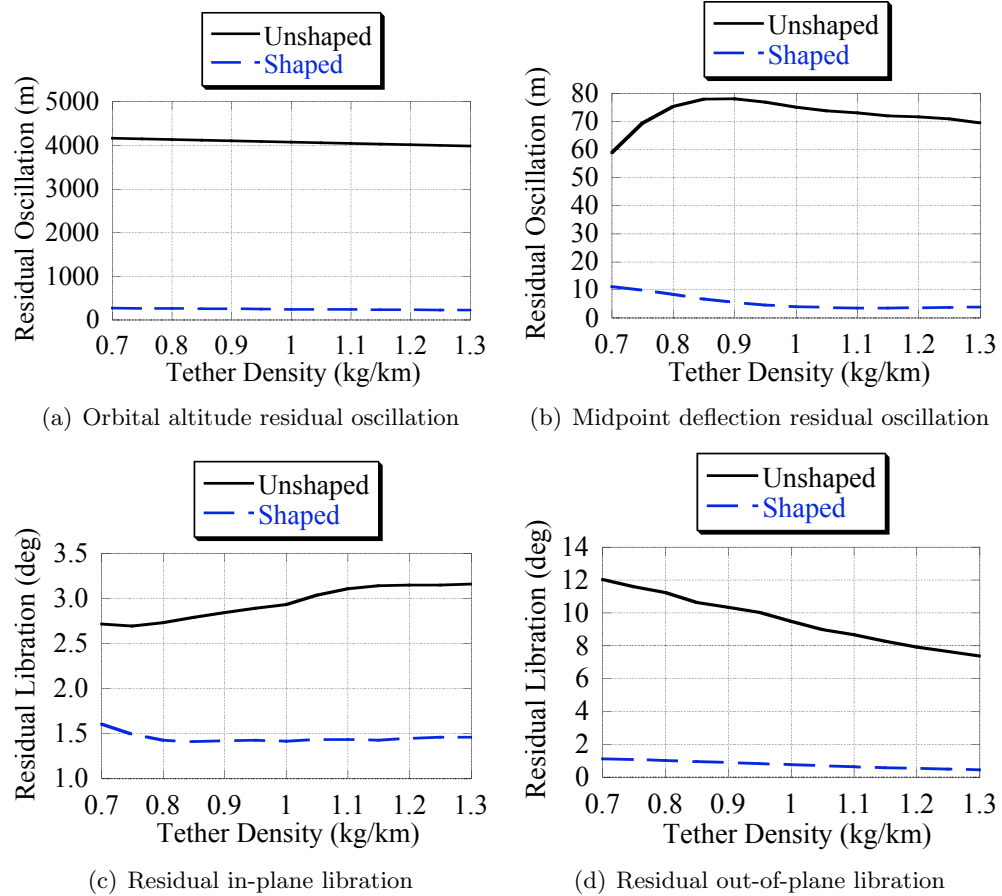 Unshaped
Shaped
Residual Oscillation (m)
5000
4000
3000
2000
1000
0
0.7 0.8 0.9 1 1.1 1.2 1.3
Tether Density (kg/km)
(a) Orbital altitude residual oscillation
Unshaped
Shaped
Residual Oscillation (m)
80
70
60
50
40
30
20
10
0
0.7 0.8 0.9 1 1.1 1.2 1.3
Tether Density (kg/km)
(b) Midpoint deflection residual oscillation
Unshaped
Shaped
Residual Libration (deg)
3.5
3.0
2.5
2.0
1.5
1.0
0.7 0.8 0.9 1 1.1 1.2 1.3
Tether Density (kg/km)
(c) Residual in-plane libration
Unshaped
Shaped
Residual Libration (deg)
14
12
10
8
6
4
2
0
0.7 0.8 0.9 1 1.1 1.2 1.3
Tether Density (kg/km)
(d) Residual out-of-plane libration